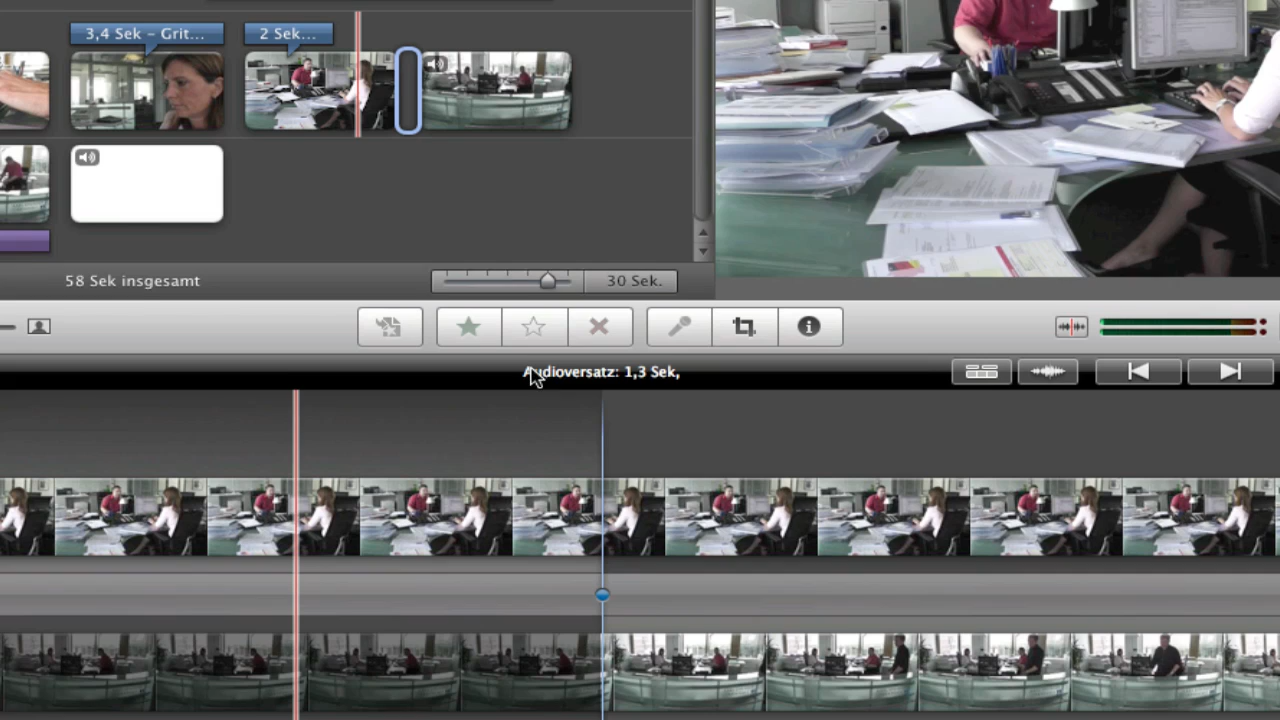 3,4 Sek – Grit...
2 Sek...
58 Sek insgesamt
30 Sek.
Audioversatz: 1,3 Sek,